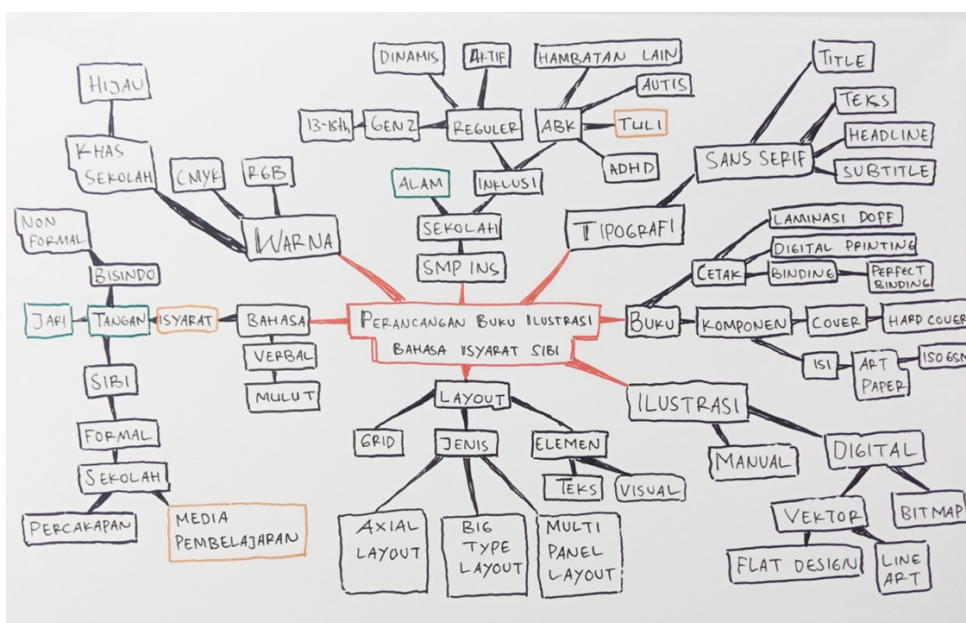 DINAMIS
AKTIF
HAMBATAN LAIN
TITLE
HIJAU
AUTIS
TEKS
13-15th
GEN Z
REGULER
ABK
TULI
HEADLINE
KHAS
SEKOLAH
CMYK
RGB
ADHD
SANS SERIF
SUBTITLE
ALAM
INKLUSI
NON
FORMAL
WARNA
SEKOLAH
TIPOGRAFI
LAMINASI DOFF
DIGITAL PRINTING
BISINDO
SMP INS
CETAK
BINDING
PERFECT
BINDING
JARI
TANGAN
ISYARAT
BAHASA
PERANCANGAN BUKU ILUSTRASI
BAHASA ISYARAT SIBI
BUKU
KOMPONEN
COVER
HARD COVER
VERBAL
MULUT
ISI
ART
PAPER
SIBI
LAYOUT
ILUSTRASI
FORMAL
GRID
JENIS
ELEMEN
MANUAL
DIGITAL
SEKOLAH
TEKS
VISUAL
PERCAKAPAN
MEDIA
PEMBELAJARAN
AXIAL
LAYOUT
BIG
TYPE
LAYOUT
MULTI
PANEL
LAYOUT
VEKTOR
BITMAP
FLAT DESIGN
LINE
ART